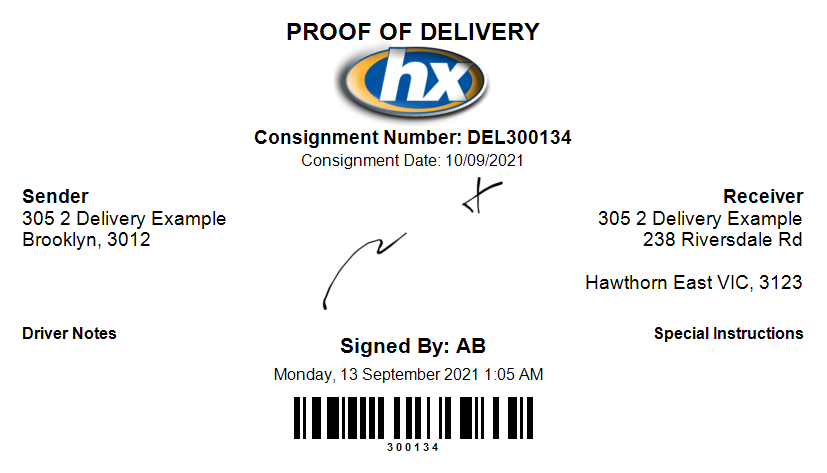 PROOF OF DELIVERY
hx
Consignment Number: DEL300134
Consignment Date: 10/09/2021
Sender
305 2 Delivery Example
Brooklyn, 3012
Receiver
305 2 Delivery Example
238 Riversdale Rd
Hawthorn East VIC, 3123
Driver Notes
Special Instructions
Signed By: AB
Monday, 13 September 2021 1:05 AM
300134